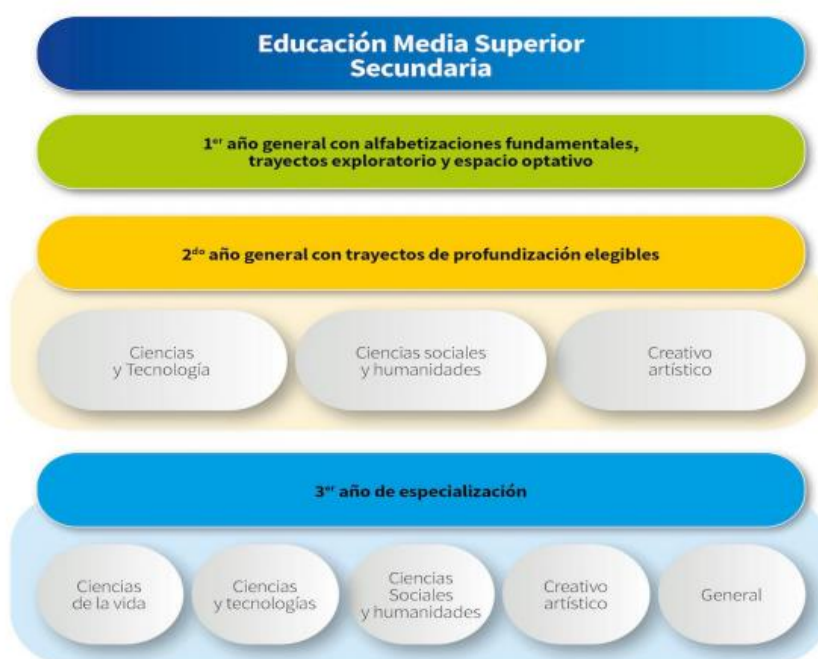 Educación Media Superior
Secundaria
1er año general con alfabetizaciones fundamentales,
trayectos exploratorio y espacio optativo
2do año general con trayectos de profundización elegibles
Ciencias
y Tecnología
Ciencias sociales
y humanidades
Creativo
artístico
3er año de especialización
Ciencias
de la vida
Ciencias
y tecnologías
Ciencias
Sociales
y humanidades
Creativo
artístico
General